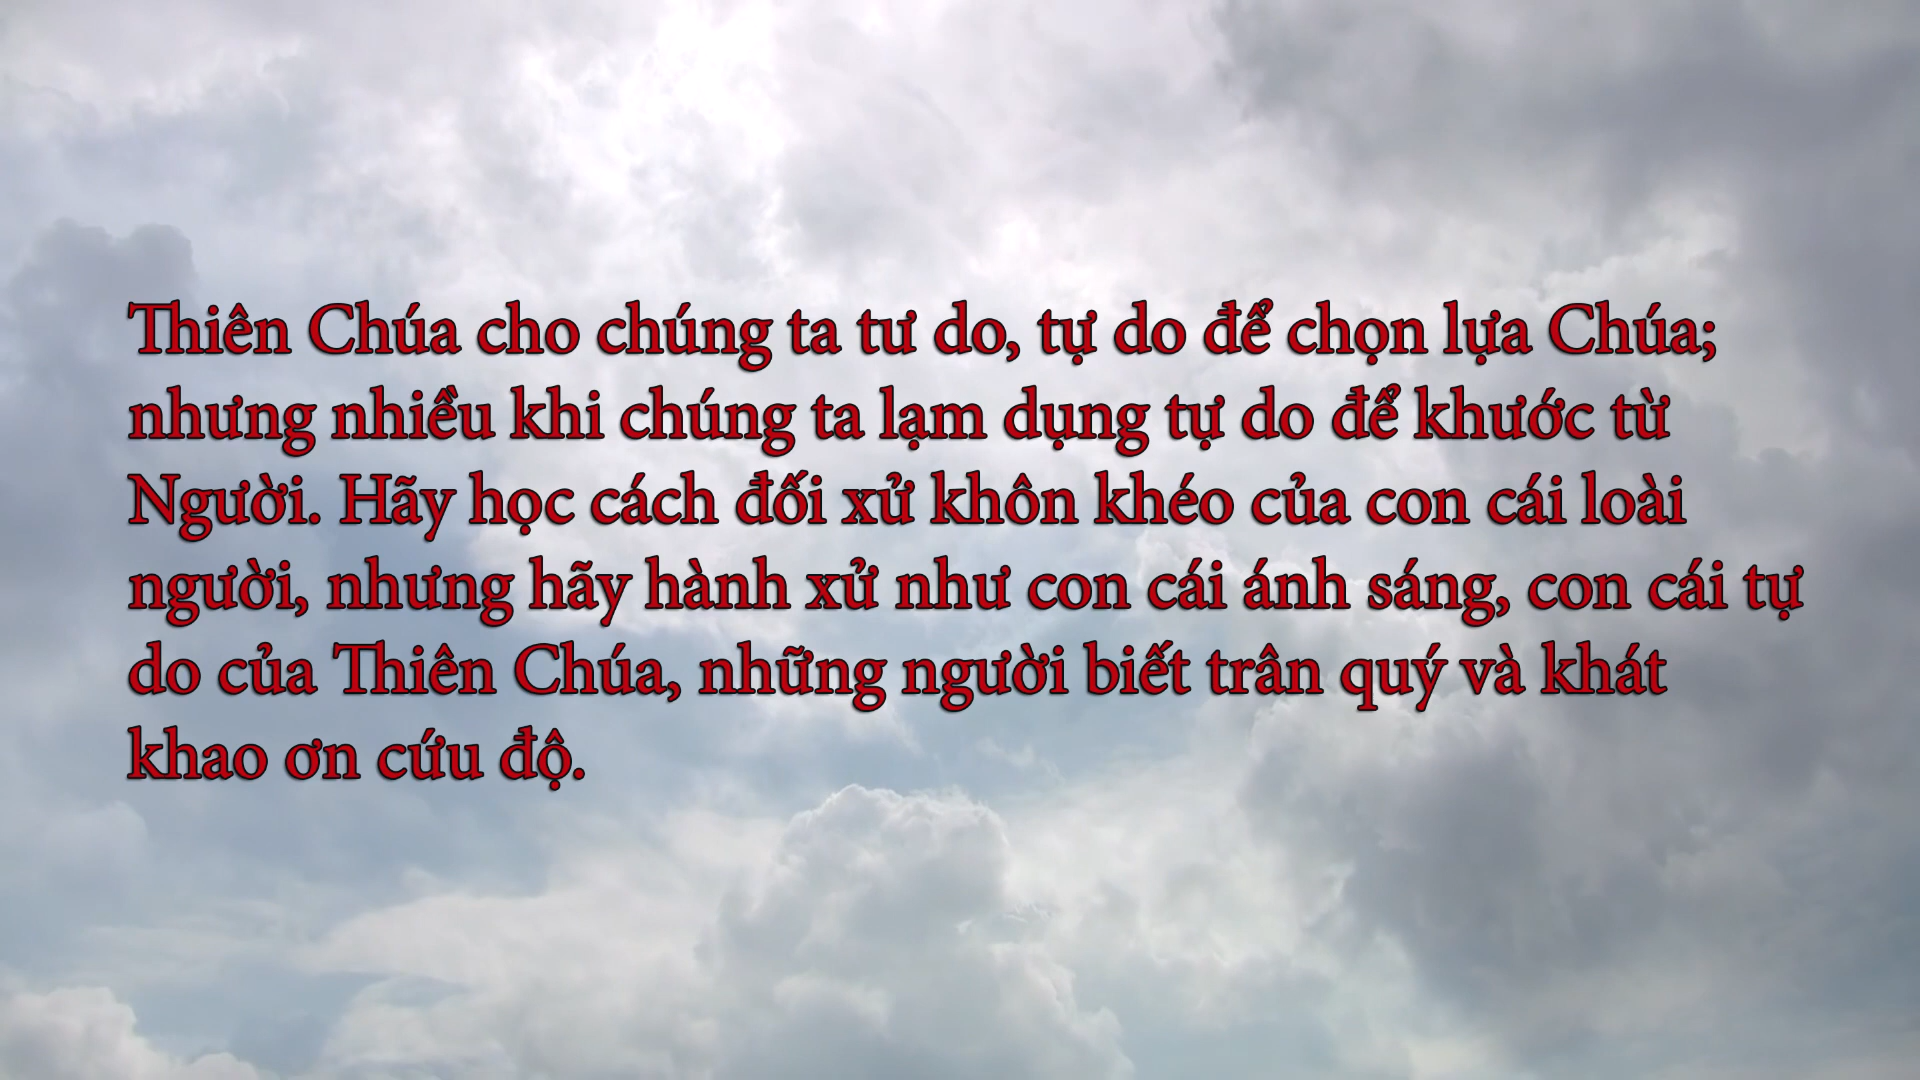 Thiên Chúa cho chúng ta tư do, tự do để chọn lựa Chúa;
nhưng nhiều khi chúng ta lạm dụng tự do để khước từ
Người. Hãy học cách đối xử khôn khéo của con cái loài
người, nhưng hãy hành xử như con cái ánh sáng, con cái tự
do của Thiên Chúa, những người biết trân quý và khát
khao ơn cứu độ.